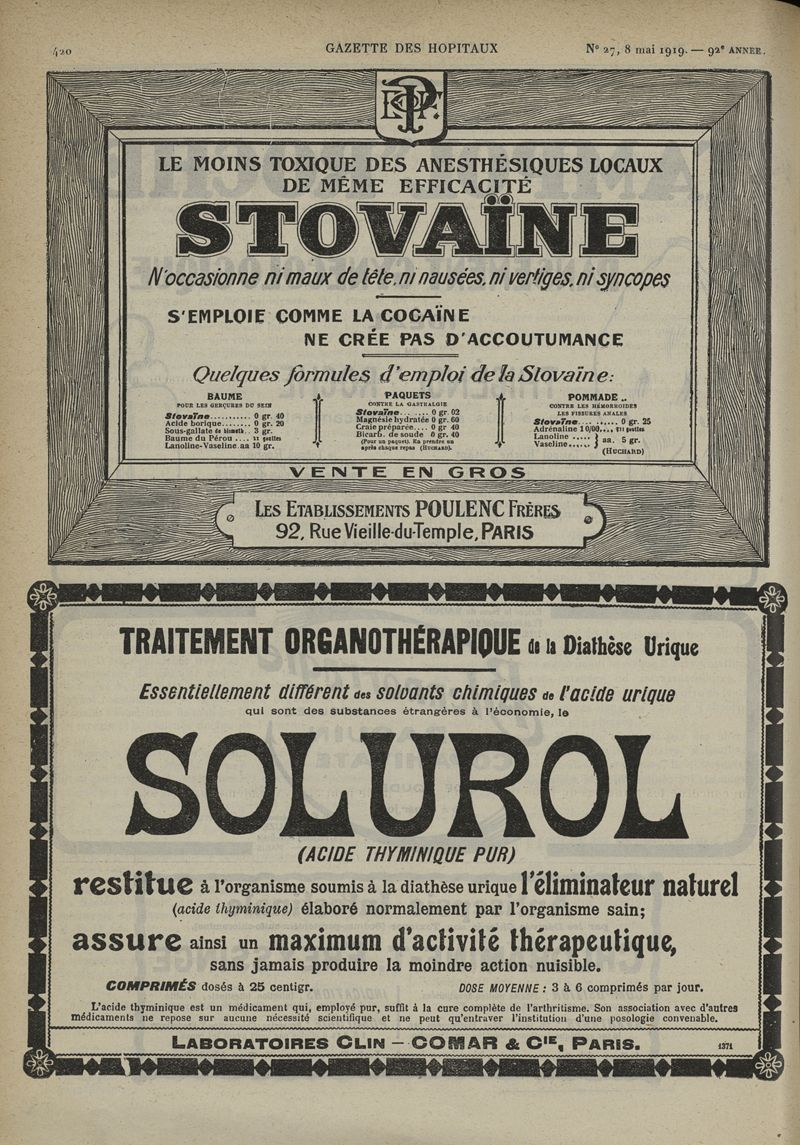 420
GAZETTE DES HOPITAUX
Nº 27, 8 mai 1919. — 92e ANNEE.
LE MOINS TOXIQUE DES ANESTHÉSIQUES LOCAUX
DE MÊME EFFICACITÉ
STOVAÏNE
N'occasionne ni maux de tête, ni nausées, ni vertiges, ni syncopes
S'EMPLOIE COMME LA COCAÏNE
NE CRÉE PAS D'ACCOUTUMANCE
Quelques formules d'emploi de la Stovaïne:
BAUME
POUR LES GERÇURES DU SEIN
Stovaïne........... 0 gr. 40
Acide borique........ 0 gr. 20
Sous-gallate de bismuth.. 3 gr.
Baume du Pérou .... gouttes
Lanoline-Vaseline aa 10 gr.
PAQUETS
CONTRE LA GASTRALGIE
Stovaïne........ 0 gr. 02
Magnésie hydratée 0 gr. 60
Craie préparée.... 0 gr 40
Bicarb. de soude 0 gr. 40
(Pour un paquet). En prendre un
après chaque repas (HUCHARD).
POMMADE ..
CONTRE LES HÉMORROIDES
LES FISSURES ANALES
Stovaïne.... ...... 0 gr. 25
Adrénaline 1 0/00.... gouttes
Lanoline ..... } aa. 5 gr.
Vaseline...... }
(HUCHARD)
VENTE EN GROS
LES ETABLISSEMENTS POULENC FRÈRES
92, Rue Vieille-du-Temple, PARIS
TRAITEMENT ORGANOTHÉRAPIQUE de la Diathèse Urique
Essentiellement différent des solvants chimiques de l'acide urique
qui sont des substances étrangères à l'économie, le
SOLUROL
(ACIDE THYMINIQUE PUR)
restitue à l'organisme soumis à la diathèse urique l'éliminateur naturel
(acide thyminique) élaboré normalement par l'organisme sain;
assure ainsi un maximum d'activité thérapeutique,
sans jamais produire la moindre action nuisible.
COMPRIMÉS dosés à 25 centigr.
DOSE MOYENNE : 3 à 6 comprimés par jour.
L'acide thyminique est un médicament qui, employé pur, suffit à la cure complète de l'arthritisme. Son association avec d'autres
médicaments ne repose sur aucune nécessité scientifique et ne peut qu'entraver l'institution d'une posologie convenable.
LABORATOIRES CLIN — COMAR & CIE, PARIS.
1371